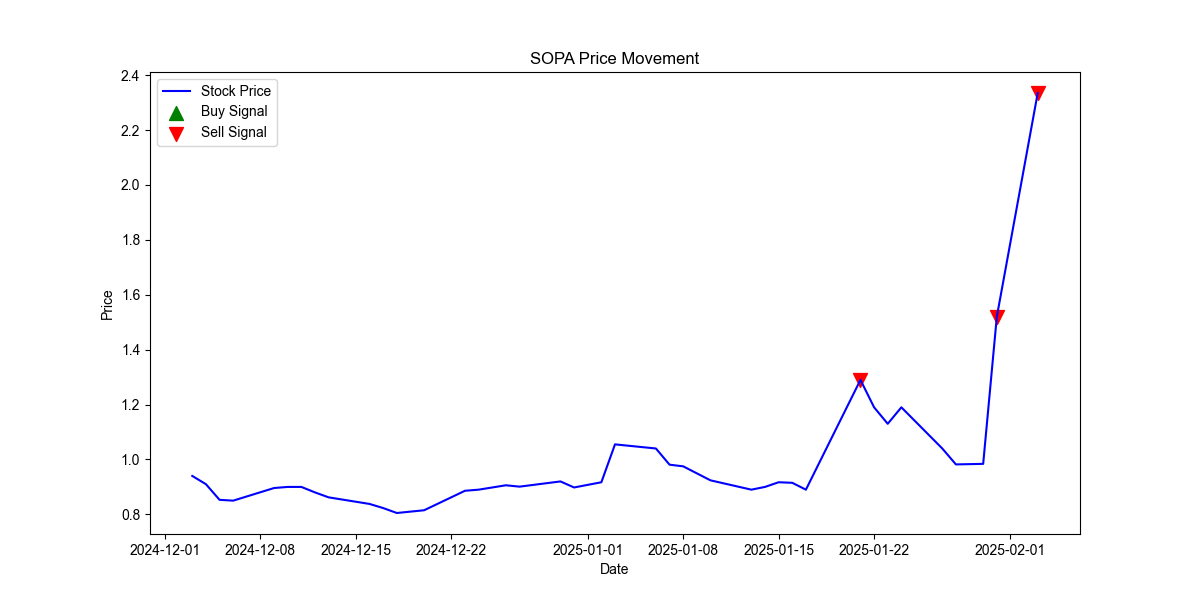 SOPA Price Movement
Stock Price
Buy Signal
Sell Signal
Price
2.4
2.2
2.0
1.8
1.6
1.4
1.2
1.0
0.8
2024-12-01 2024-12-08 2024-12-15 2024-12-22 2025-01-01 2025-01-08 2025-01-15 2025-01-22 2025-02-01
Date